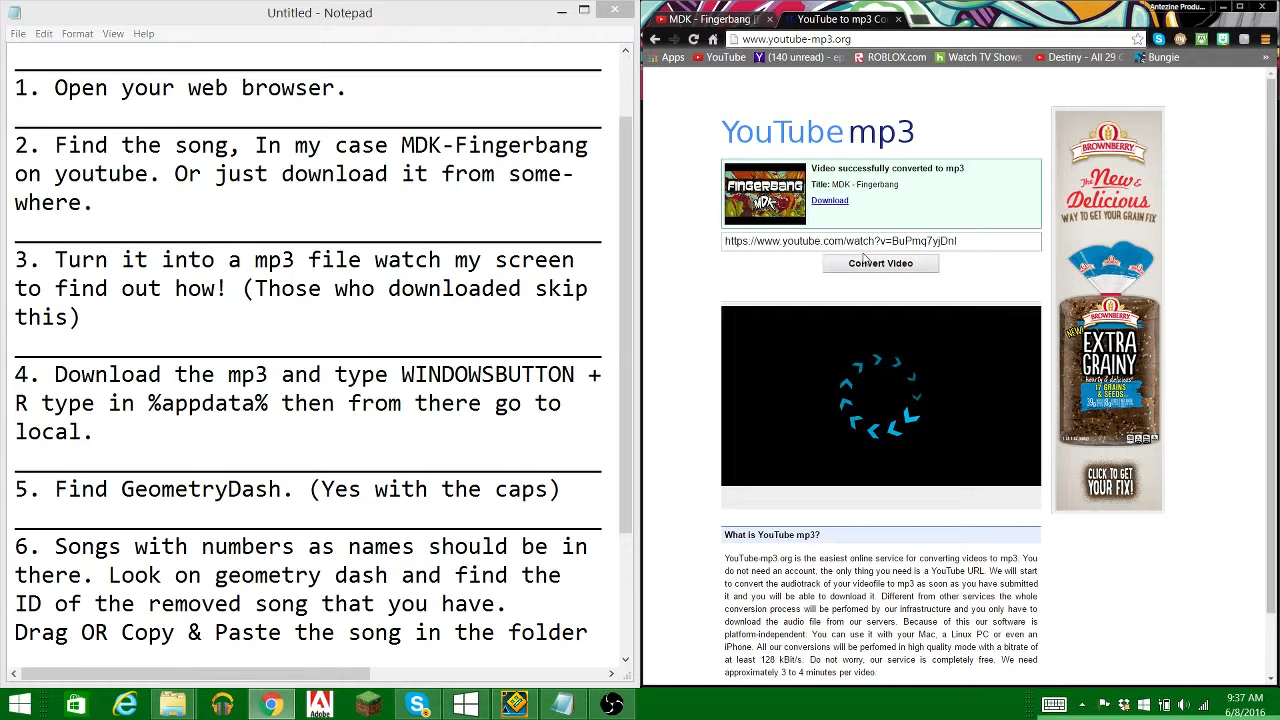 Untitled - Notepad
File Edit Format View Help
1. Open your web browser.
2. Find the song, In my case MDK-Fingerbang
on youtube. Or just download it from some-
where.
3. Turn it into a mp3 file watch my screen
to find out how! (Those who downloaded skip
this)
4. Download the mp3 and type WINDOWSBUTTON +
R type in %appdata% then from there go to
local.
5. Find GeometryDash. (Yes with the caps)
6. Songs with numbers as names should be in
there. Look on geometry dash and find the
ID of the removed song that you have.
Drag OR Copy & Paste the song in the folder
Antezine Produ...
MDK - Fingerbang
YouTube to mp3 Co
www.youtube-mp3.org
Apps YouTube (140 unread) - ep ROBLOX.com Watch TV Shows Destiny - All 29 C Bungie
YouTube mp3
Video successfully converted to mp3
Title: MDK - Fingerbang
Download
FINGERBANG
MDK
https://www.youtube.com/watch?v=BuPmq7yjDnI
Convert Video
What is YouTube mp3?
YouTube-mp3.org is the easiest online service for converting videos to mp3. You
do not need an account, the only thing you need is a YouTube URL. We will start
to convert the audiotrack of your videofile to mp3 as soon as you have submitted
it and you will be able to download it. Different from other services the whole
conversion process will be perfomed by our infrastructure and you only have to
download the audio file from our servers. Because of this our software is
platform-independent: You can use it with your Mac, a Linux PC or even an
iPhone. All our conversions will be perfomed in high quality mode with a bitrate of
at least 128 kBit/s. Do not worry, our service is completely free. We need
approximately 3 to 4 minutes per video.
BROWNBERRY
The New &
Delicious
WAY TO GET YOUR GRAIN FIX
BROWNBERRY
NEW!
EXTRA
GRAINY
17 GRAINS
& SEEDS
CLICK TO GET
YOUR FIX!
Adobe
9:37 AM
6/8/2016